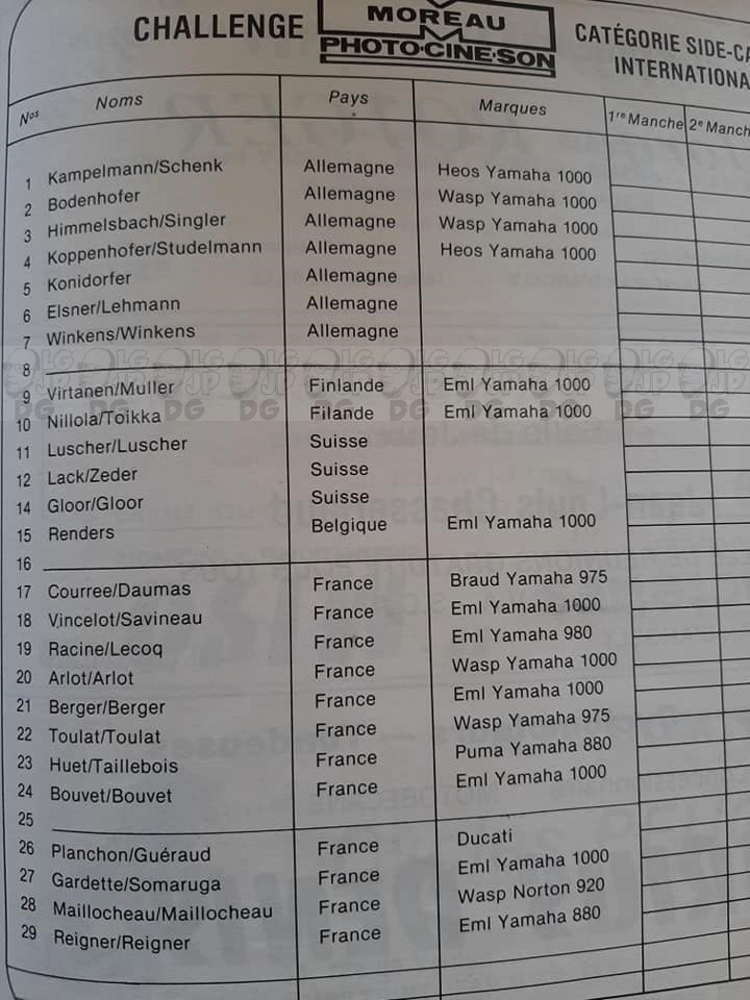 CHALLENGE MOREAU PHOTO·CINE·SON
CATÉGORIE SIDE-CA
INTERNATIONA
Nos Noms Pays Marques 1re Manche 2e Manch
1 Kampelmann/Schenk Allemagne Heos Yamaha 1000
2 Bodenhofer Allemagne Wasp Yamaha 1000
3 Himmelsbach/Singler Allemagne Wasp Yamaha 1000
4 Koppenhofer/Studelmann Allemagne Heos Yamaha 1000
5 Konidorfer Allemagne
6 Elsner/Lehmann Allemagne
7 Winkens/Winkens Allemagne
8
9 Virtanen/Muller Finlande Eml Yamaha 1000
10 Nillola/Toikka Filande Eml Yamaha 1000
11 Luscher/Luscher Suisse
12 Lack/Zeder Suisse
14 Gloor/Gloor Suisse
15 Renders Belgique Eml Yamaha 1000
16
17 Courree/Daumas France Braud Yamaha 975
18 Vincelot/Savineau France Eml Yamaha 1000
19 Racine/Lecoq France Eml Yamaha 980
20 Arlot/Arlot France Wasp Yamaha 1000
21 Berger/Berger France Eml Yamaha 1000
22 Toulat/Toulat France Wasp Yamaha 975
23 Huet/Taillebois France Puma Yamaha 880
24 Bouvet/Bouvet France Eml Yamaha 1000
25
26 Planchon/Guéraud France Ducati
27 Gardette/Somaruga France Eml Yamaha 1000
28 Maillocheau/Maillocheau France Wasp Norton 920
29 Reigner/Reigner France Eml Yamaha 880